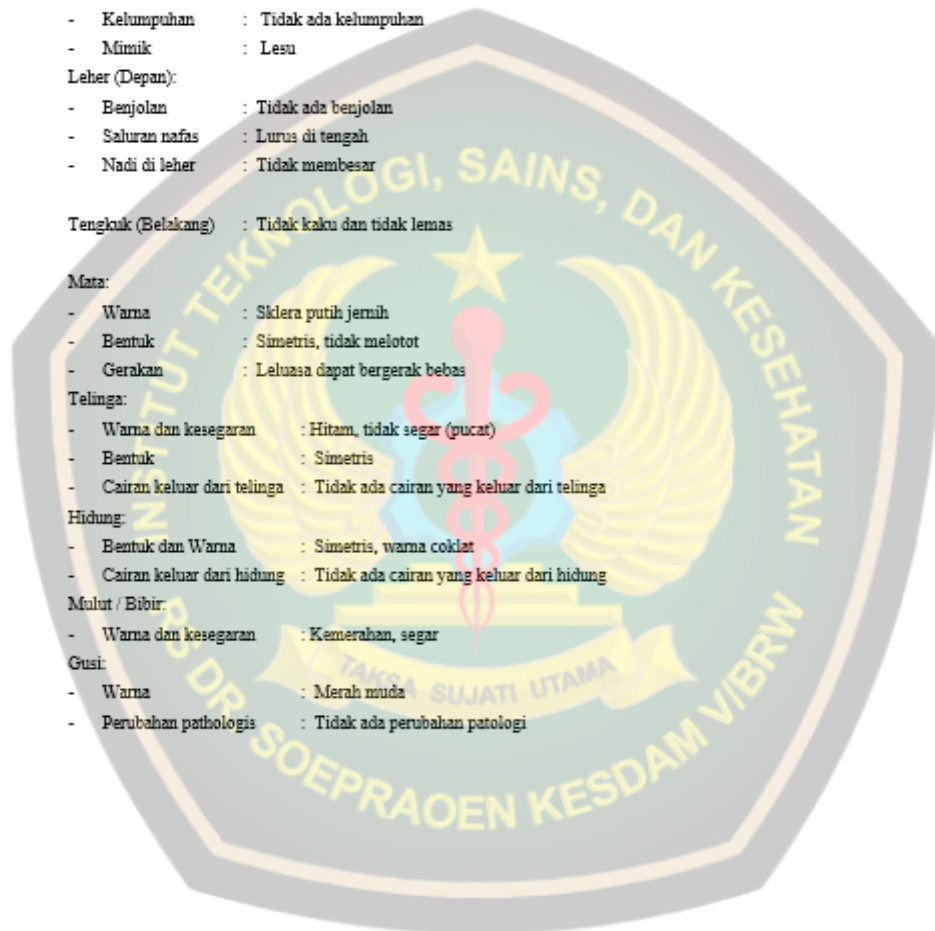 - Kelumpuhan : Tidak ada kelumpuhan
- Mimik : Lesu
Leher (Depan):
- Benjolan : Tidak ada benjolan
- Saluran nafas : Lurus di tengah
- Nadi di leher : Tidak membesar
Tengkuk (Belakang) : Tidak kaku dan tidak lemas
Mata:
- Warna : Sklera putih jernih
- Bentuk : Simetris, tidak melotot
- Gerakan : Leluasa dapat bergerak bebas
Telinga:
- Warna dan kesegaran : Hitam, tidak segar (pucat)
- Bentuk : Simetris
- Cairan keluar dari telinga : Tidak ada cairan yang keluar dari telinga
Hidung:
- Bentuk dan Warna : Simetris, warna coklat
- Cairan keluar dari hidung : Tidak ada cairan yang keluar dari hidung
Mulut / Bibir:
- Warna dan kesegaran : Kemerahan, segar
Gusi:
- Warna : Merah muda
- Perubahan pathologis : Tidak ada perubahan patologi
INSTITUT TEKNOLOGI, SAINS, DAN KESEHATAN
RS DR. SOEPRAOEN KESDAM V/BRW
TAKSA SUJATI UTAMA